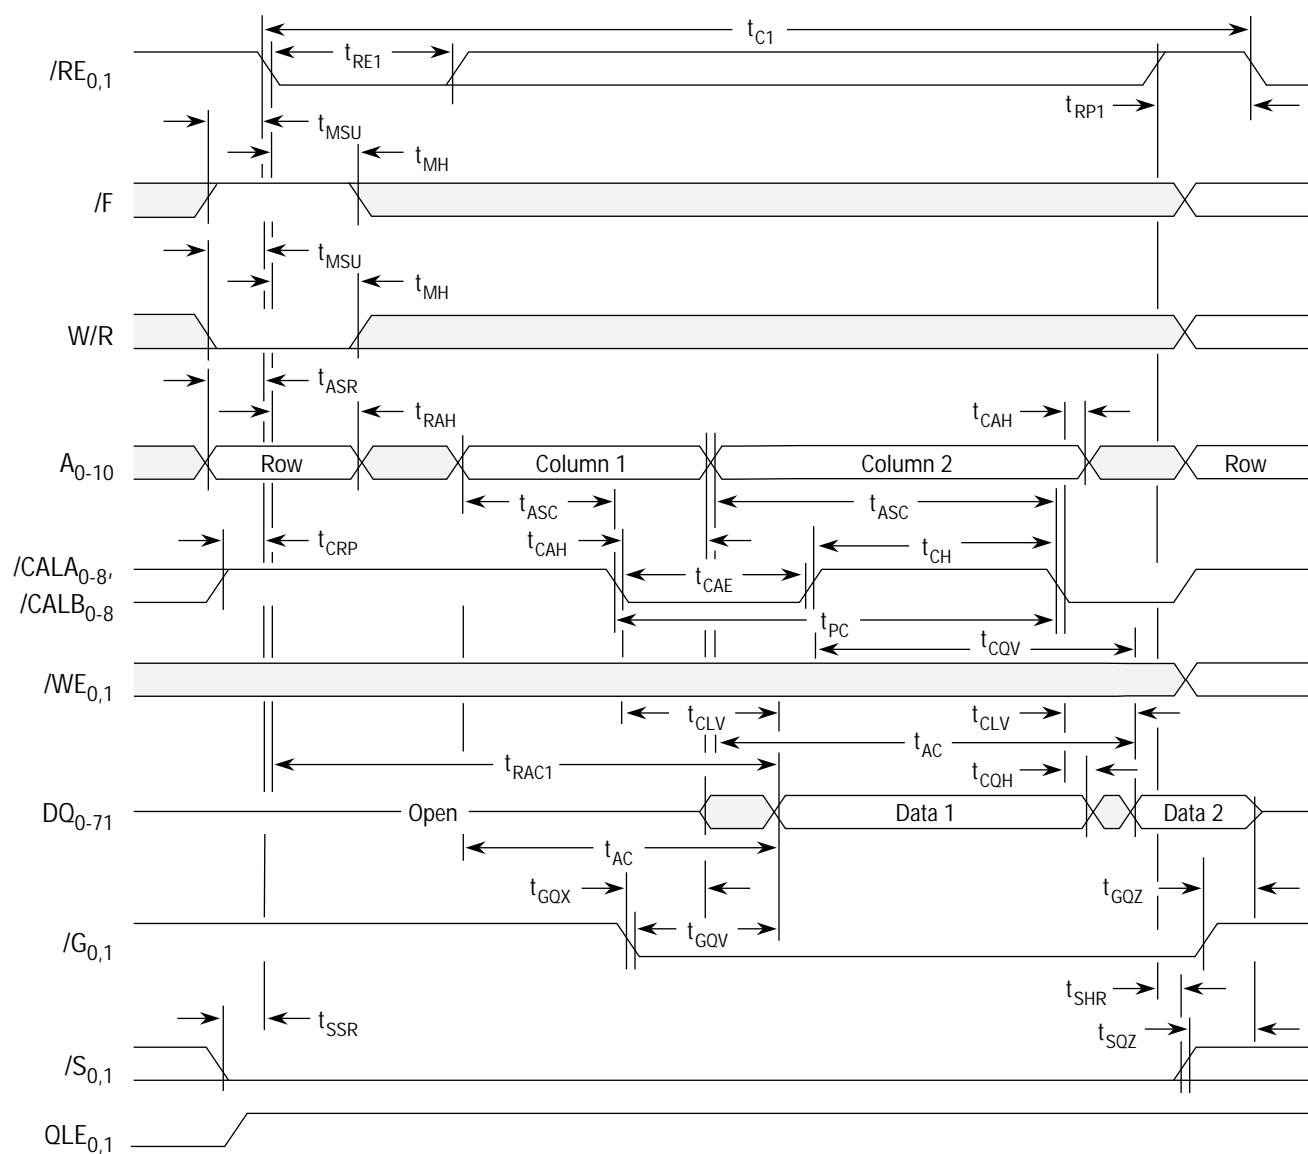 t_C1
t_RE1
/RE_0,1
t_RP1
t_MSU
t_MH
/F
t_MSU
t_MH
W/R
t_ASR
t_RAH
t_CAH
A_0-10
Row
Column 1
Column 2
Row
t_ASC
t_ASC
t_CRP
t_CAH
t_CH
/CALA_0-8,
t_CAE
/CALB_0-8
t_PC
t_CQV
/WE_0,1
t_CLV
t_CLV
t_AC
t_RAC1
t_CQH
DQ_0-71
Open
Data 1
Data 2
t_AC
t_GQX
t_GQZ
t_GQV
/G_0,1
t_SHR
t_SSR
t_SQZ
/S_0,1
QLE_0,1